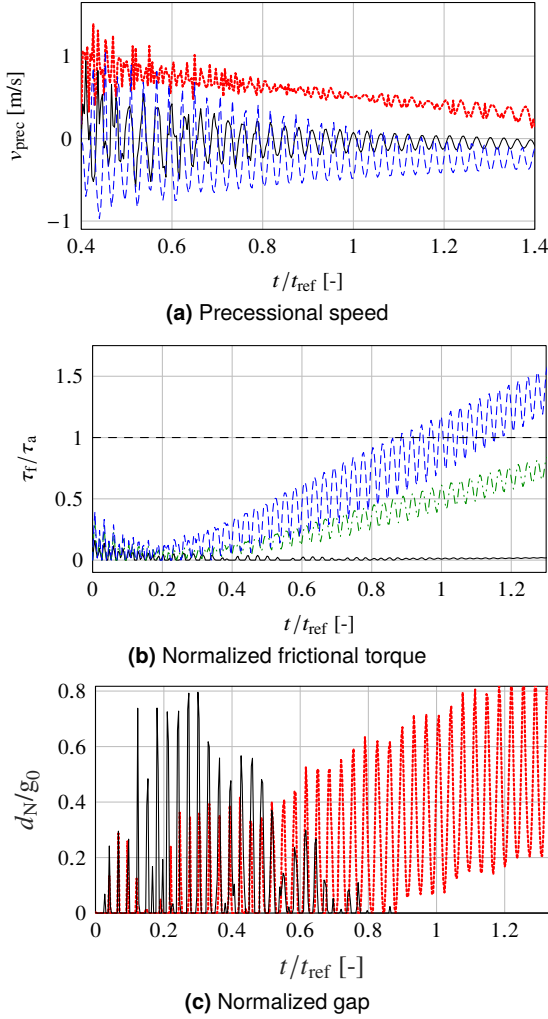 1
0
−1
v_prec [m/s]
0.4 0.6 0.8 1 1.2 1.4
t/t_ref [-]
(a) Precessional speed
1.5
1
0.5
0
τ_f/τ_a
0 0.2 0.4 0.6 0.8 1 1.2
t/t_ref [-]
(b) Normalized frictional torque
0.8
0.6
0.4
0.2
0
d_N/g_0
0 0.2 0.4 0.6 0.8 1 1.2
t/t_ref [-]
(c) Normalized gap